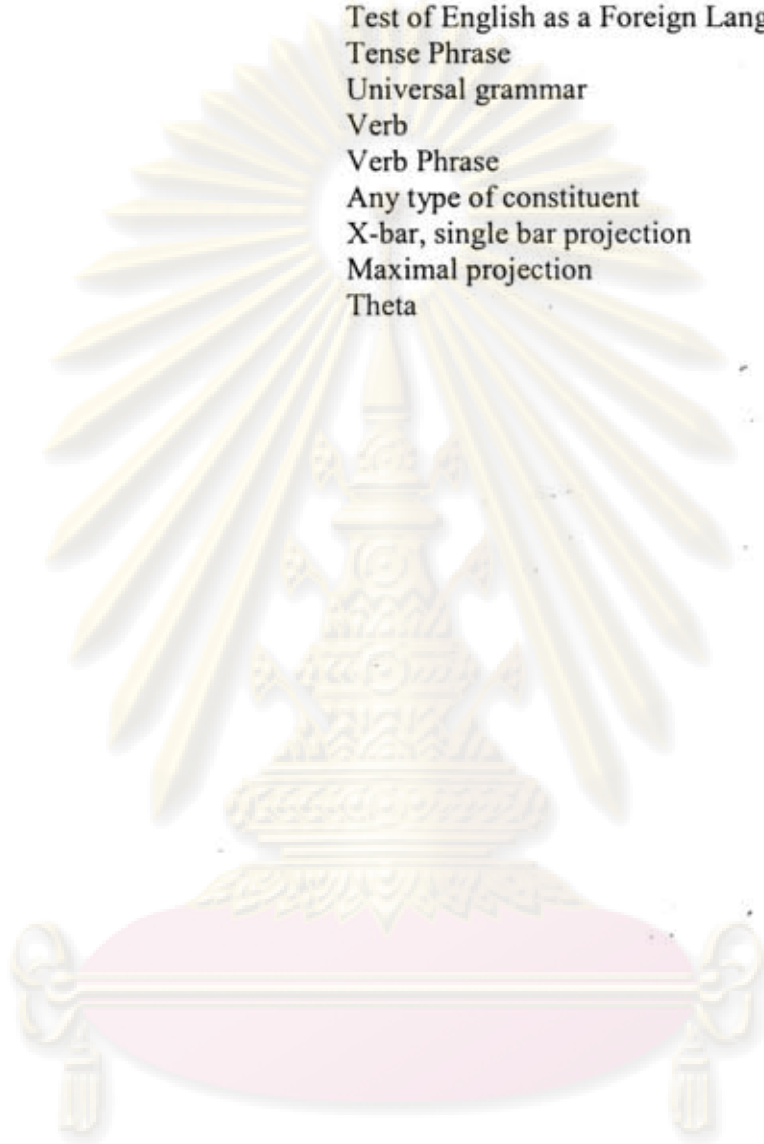 Test of English as a Foreign Lang
Tense Phrase
Universal grammar
Verb
Verb Phrase
Any type of constituent
X-bar, single bar projection
Maximal projection
Theta